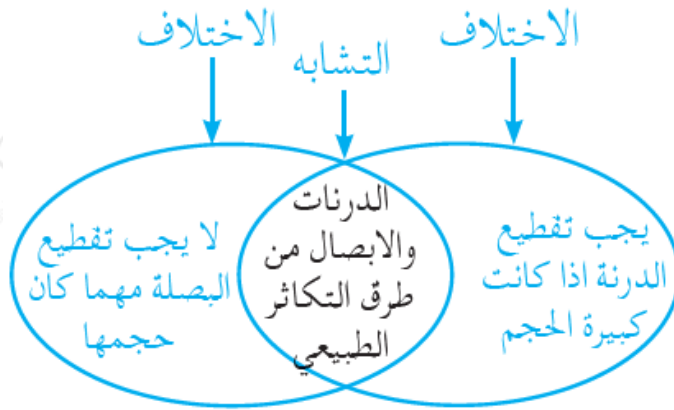 الاختلاف
التشابه
الاختلاف
يجب تقطيع
الدرنة اذا كانت
كبيرة الحجم
الدرنات
والابصال من
طرق التكاثر
الطبيعي
لا يجب تقطيع
البصلة مهما كان
حجمها